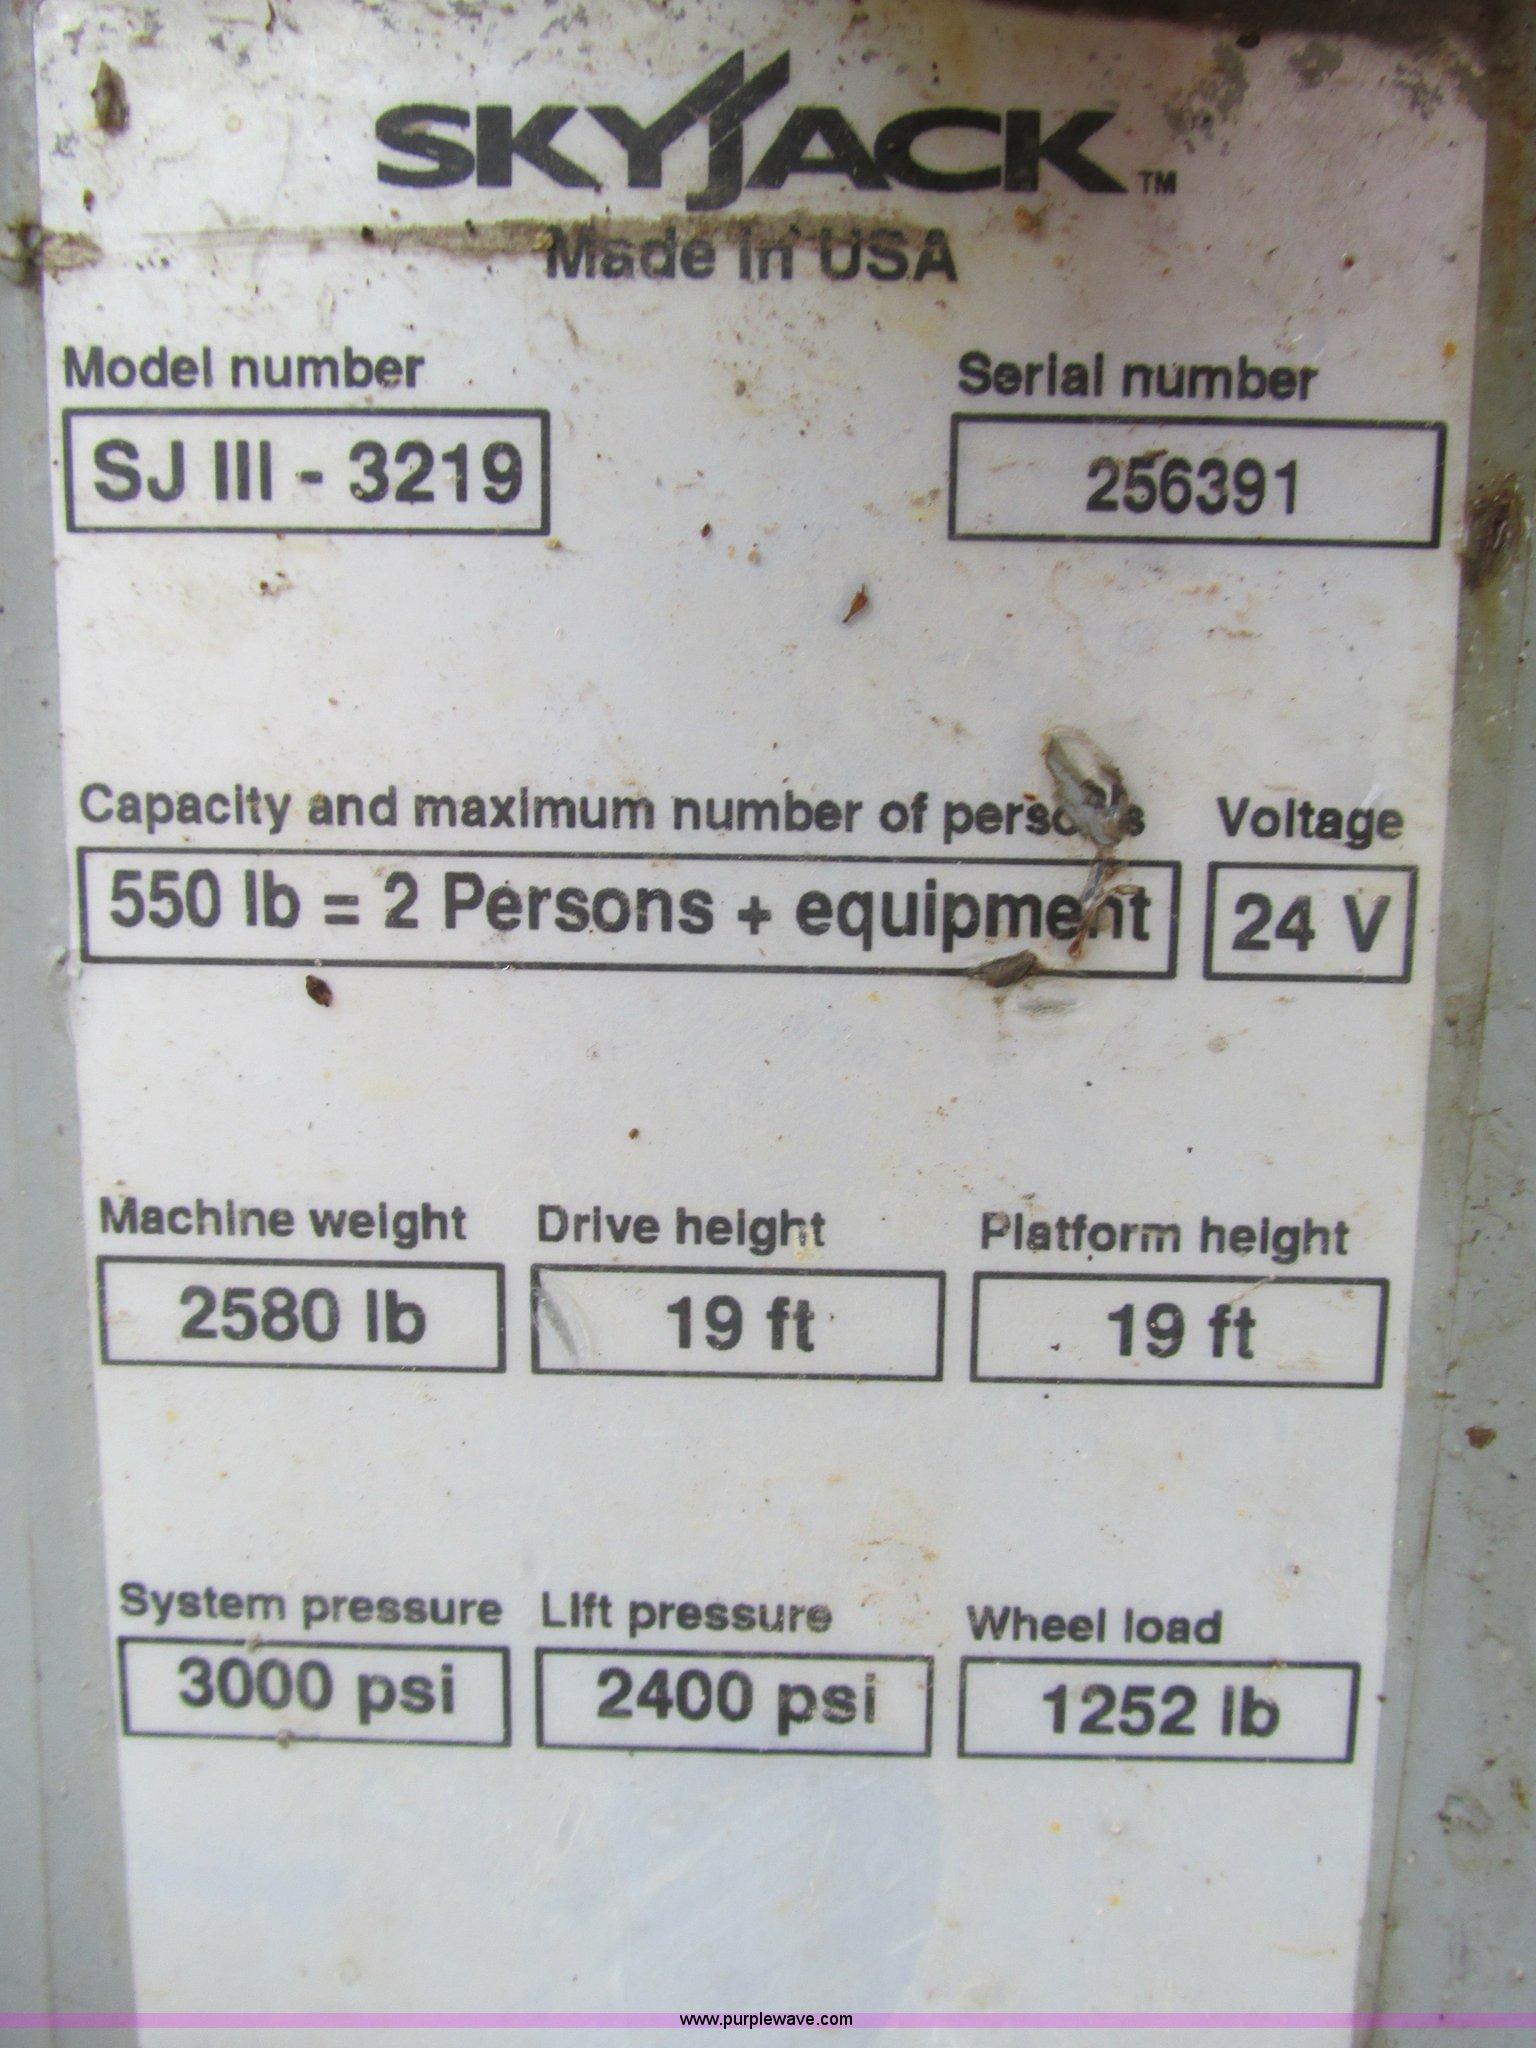 SKYJACK™
Made in USA
Model number
Serial number
SJ III - 3219
256391
Capacity and maximum number of persons
Voltage
550 lb = 2 Persons + equipment
24 V
Machine weight
Drive height
Platform height
2580 lb
19 ft
19 ft
System pressure
Lift pressure
Wheel load
3000 psi
2400 psi
1252 lb
www.purplewave.com